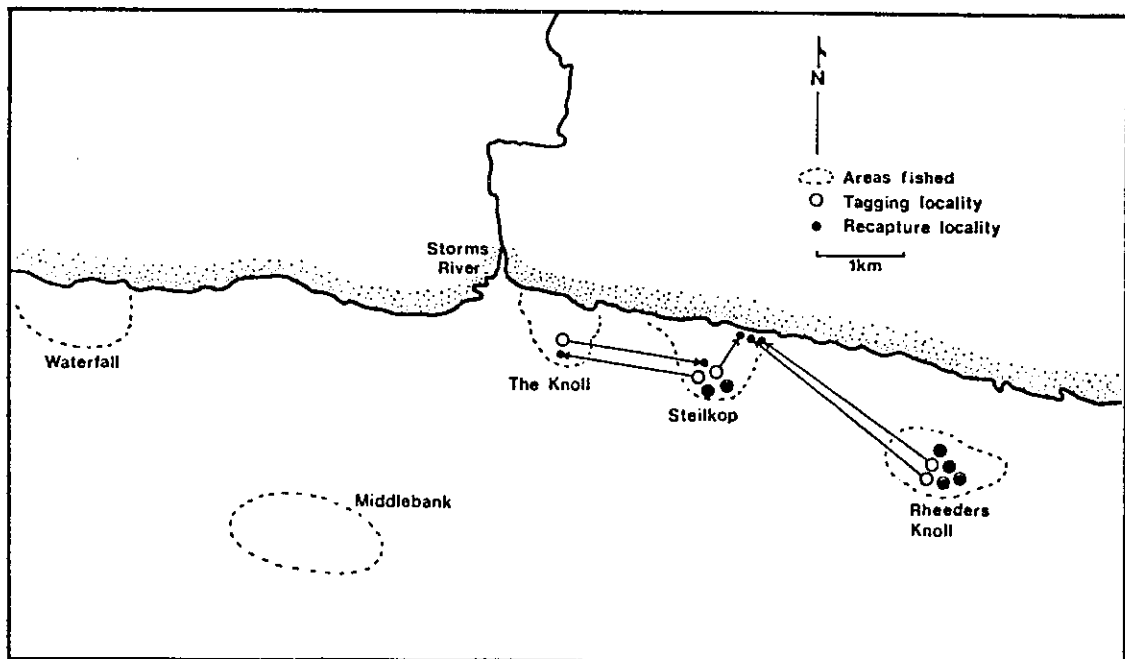 N
Areas fished
Tagging locality
Recapture locality
1km
Storms
River
Waterfall
The Knoll
Steilkop
Middlebank
Rheeders
Knoll